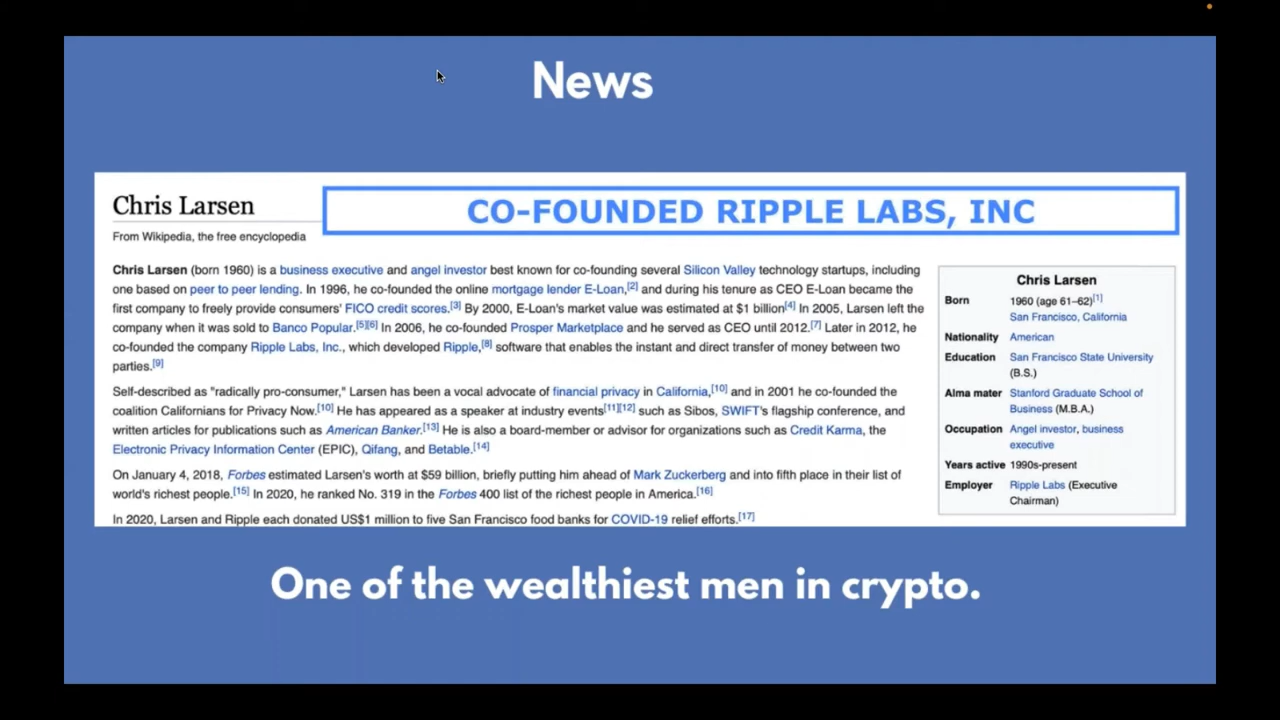 News
Chris Larsen
CO-FOUNDED RIPPLE LABS, INC
From Wikipedia, the free encyclopedia
Chris Larsen (born 1960) is a business executive and angel investor best known for co-founding several Silicon Valley technology startups, including
one based on peer to peer lending. In 1996, he co-founded the online mortgage lender E-Loan,[2] and during his tenure as CEO E-Loan became the
first company to freely provide consumers' FICO credit scores.[3] By 2000, E-Loan's market value was estimated at $1 billion[4] In 2005, Larsen left the
company when it was sold to Banco Popular.[5][6] In 2006, he co-founded Prosper Marketplace and he served as CEO until 2012.[7] Later in 2012, he
co-founded the company Ripple Labs, Inc., which developed Ripple,[8] software that enables the instant and direct transfer of money between two
parties.[9]
Self-described as "radically pro-consumer," Larsen has been a vocal advocate of financial privacy in California,[10] and in 2001 he co-founded the
coalition Californians for Privacy Now.[10] He has appeared as a speaker at industry events[11][12] such as Sibos, SWIFT's flagship conference, and
written articles for publications such as American Banker.[13] He is also a board-member or advisor for organizations such as Credit Karma, the
Electronic Privacy Information Center (EPIC), Qifang, and Betable.[14]
On January 4, 2018, Forbes estimated Larsen's worth at $59 billion, briefly putting him ahead of Mark Zuckerberg and into fifth place in their list of
world's richest people.[15] In 2020, he ranked No. 319 in the Forbes 400 list of the richest people in America.[16]
In 2020, Larsen and Ripple each donated US$1 million to five San Francisco food banks for COVID-19 relief efforts.[17]
Chris Larsen
Born 1960 (age 61–62)[1]
San Francisco, California
Nationality American
Education San Francisco State University
(B.S.)
Alma mater Stanford Graduate School of
Business (M.B.A.)
Occupation Angel investor, business
executive
Years active 1990s-present
Employer Ripple Labs (Executive
Chairman)
One of the wealthiest men in crypto.